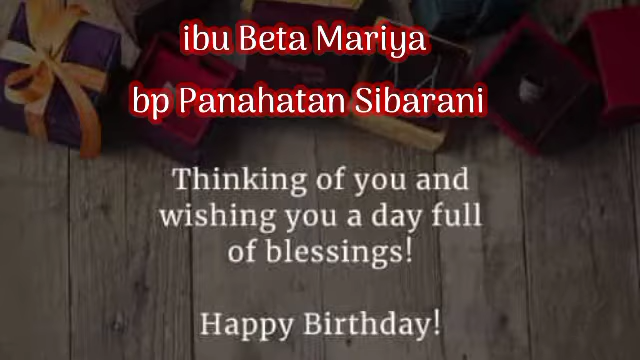 ibu Beta Mariya
bp Panahatan Sibarani
Thinking of you and
wishing you a day full
of blessings!
Happy Birthday!